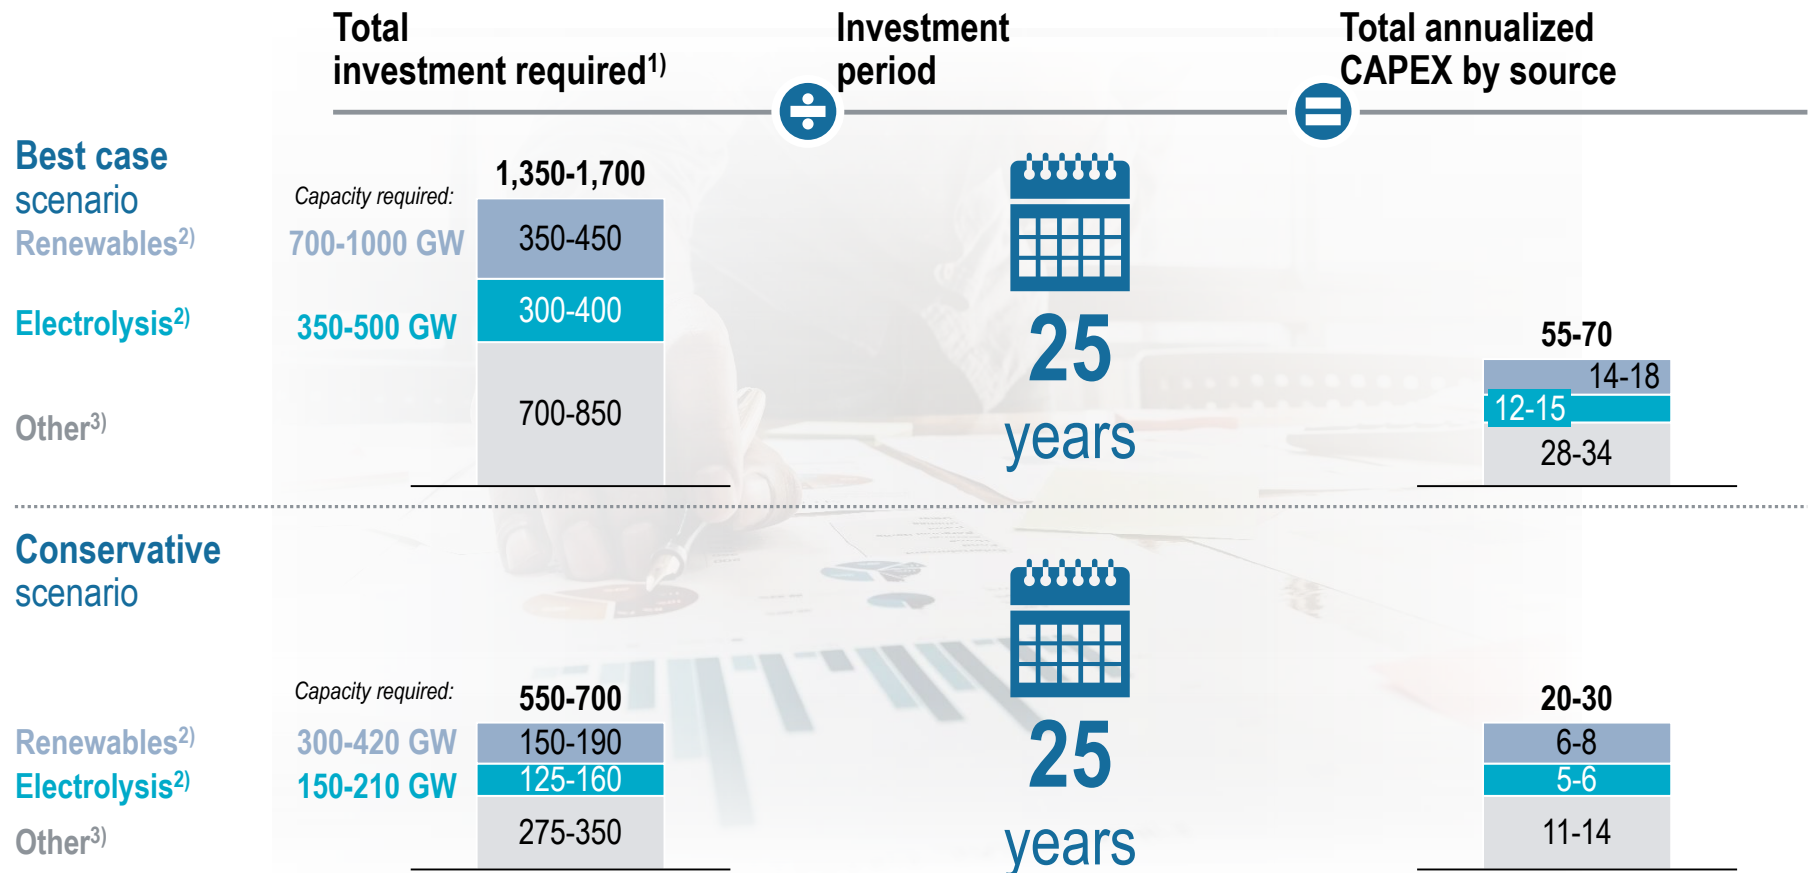 Total
investment required1)
Investment
period
Total annualized
CAPEX by source
Best case
scenario
Capacity required:
1,350-1,700
Renewables2)
700-1000 GW
350-450
Electrolysis2)
350-500 GW
300-400
Other3)
700-850
25
years
55-70
14-18
12-15
28-34
Conservative
scenario
Capacity required:
550-700
Renewables2)
300-420 GW
150-190
Electrolysis2)
150-210 GW
125-160
Other3)
275-350
25
years
20-30
6-8
5-6
11-14